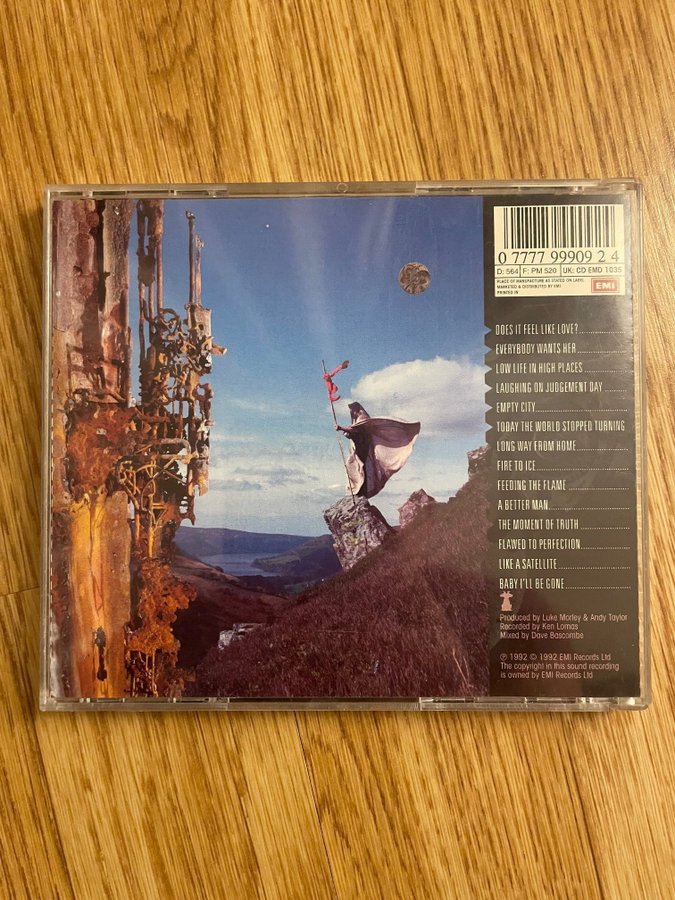 0 77777 99909 2 4
D: 564 F: PM 520 UK: CD EMD 1035
PLACE OF MANUFACTURE AS STATED ON LABEL
MARKETED & DISTRIBUTED BY EMI.
PRINTED IN
EMI
DOES IT FEEL LIKE LOVE?
EVERYBODY WANTS HER
LOW LIFE IN HIGH PLACES
LAUGHING ON JUDGEMENT DAY
EMPTY CITY
TODAY THE WORLD STOPPED TURNING
LONG WAY FROM HOME
FIRE TO ICE
FEEDING THE FLAME
A BETTER MAN
THE MOMENT OF TRUTH
FLAWED TO PERFECTION
LIKE A SATELLITE
BABY I'LL BE GONE
Produced by Luke Morley & Andy Taylor
Recorded by Ken Lomas
Mixed by Dave Bascombe
℗ 1992 © 1992 EMI Records Ltd
The copyright in this sound recording
is owned by EMI Records Ltd